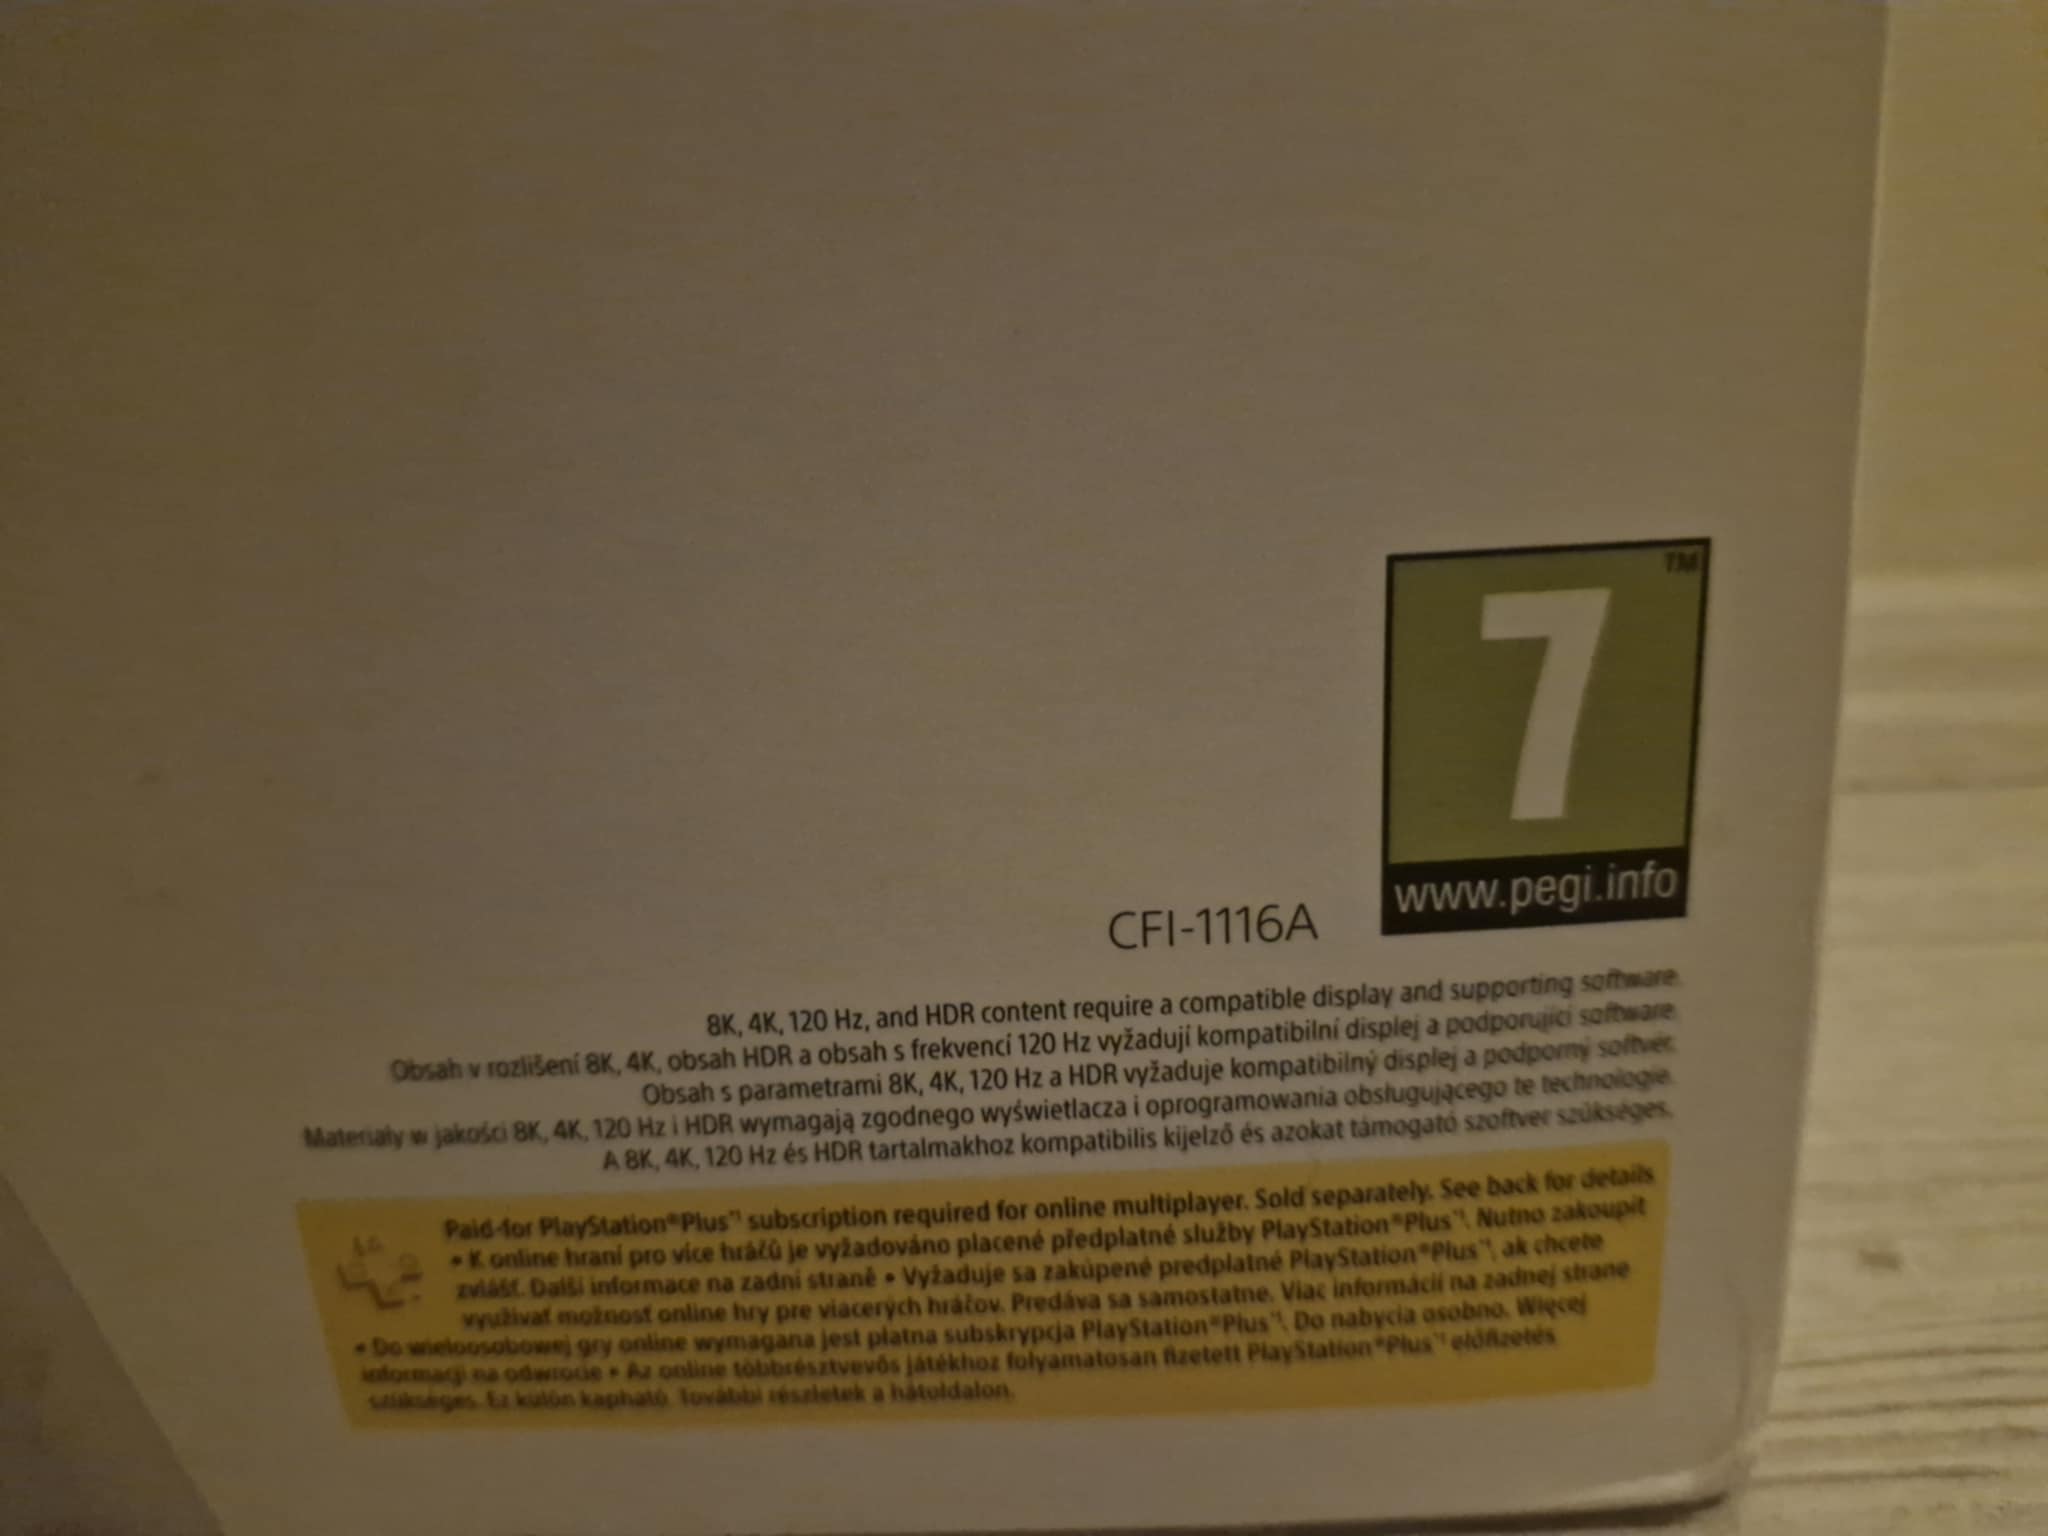 TM
7
www.pegi.info
CFI-1116A
8K, 4K, 120 Hz, and HDR content require a compatible display and supporting software.
Obsah v rozlišení 8K, 4K, obsah HDR a obsah s frekvencí 120 Hz vyžadují kompatibilní displej a podporující software.
Obsah s parametrami 8K, 4K, 120 Hz a HDR vyžaduje kompatibilný displej a podporný softvér.
Materiały w jakości 8K, 4K, 120 Hz i HDR wymagają zgodnego wyświetlacza i oprogramowania obsługującego te technologie.
A 8K, 4K, 120 Hz és HDR tartalmakhoz kompatibilis kijelző és azokat támogató szoftver szükséges.
Paid-for PlayStation®Plus*¹ subscription required for online multiplayer. Sold separately. See back for details
• K online hraní pro více hráčů je vyžadováno placené předplatné služby PlayStation®Plus*¹. Nutno zakoupit
zvlášť. Další informace na zadní straně • Vyžaduje sa zakúpené predplatné PlayStation®Plus*¹, ak chcete
využívať možnosť online hry pre viacerých hráčov. Predáva sa samostatne. Viac informácií na zadnej strane
• Do wieloosobowej gry online wymagana jest płatna subskrypcja PlayStation®Plus*¹. Do nabycia osobno. Więcej
informacji na odwrocie • Az online többrésztvevős játékhoz folyamatosan fizetett PlayStation®Plus*¹ előfizetés
szükséges. Ez külön kapható. További részletek a hátoldalon.